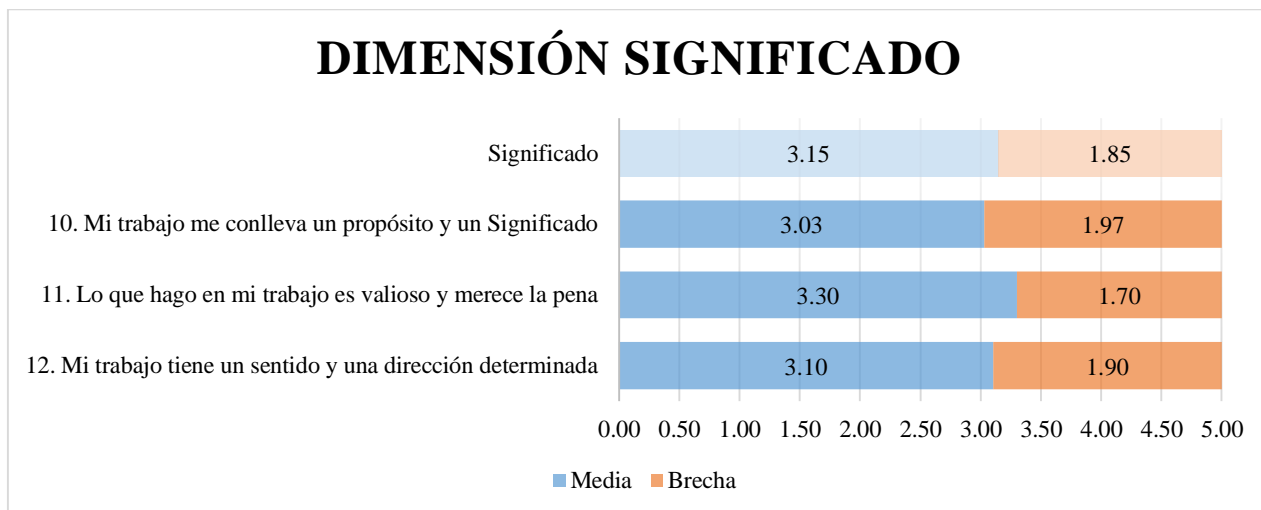 DIMENSIÓN SIGNIFICADO
Significado 3.15 1.85
10. Mi trabajo me conlleva un propósito y un Significado 3.03 1.97
11. Lo que hago en mi trabajo es valioso y merece la pena 3.30 1.70
12. Mi trabajo tiene un sentido y una dirección determinada 3.10 1.90
0.00 0.50 1.00 1.50 2.00 2.50 3.00 3.50 4.00 4.50 5.00
Media Brecha